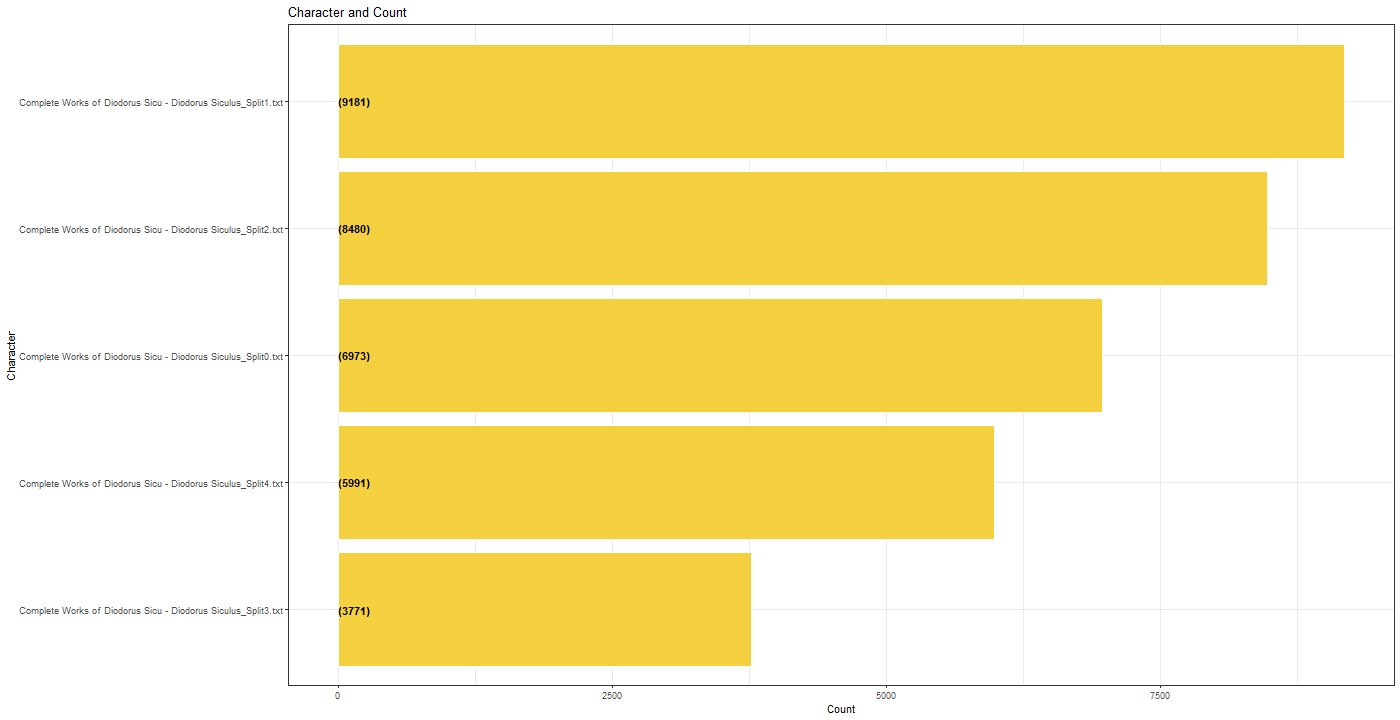 Character and Count
Complete Works of Diodorus Sicu - Diodorus Siculus_Split1.txt
(9181)
Complete Works of Diodorus Sicu - Diodorus Siculus_Split2.txt
(8480)
Character
Complete Works of Diodorus Sicu - Diodorus Siculus_Split0.txt
(6973)
Complete Works of Diodorus Sicu - Diodorus Siculus_Split4.txt
(5991)
Complete Works of Diodorus Sicu - Diodorus Siculus_Split3.txt
(3771)
0 2500 5000 7500
Count